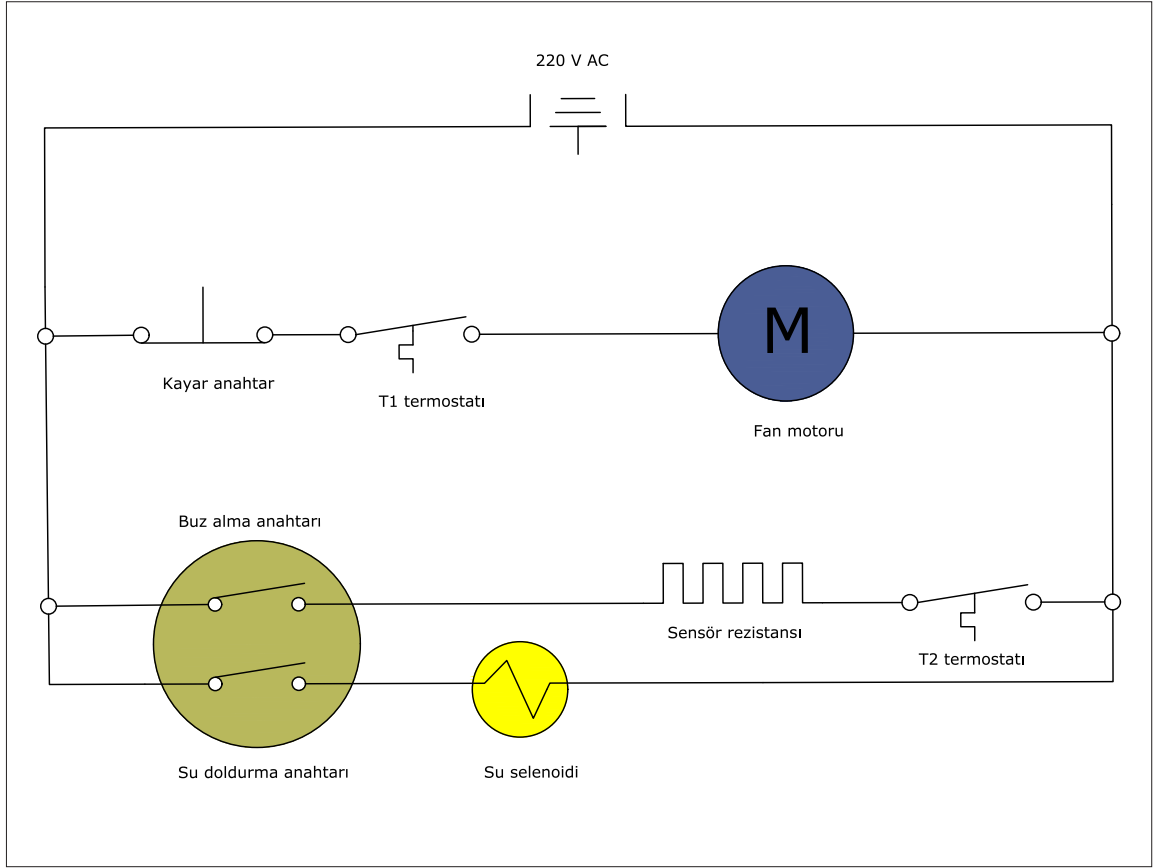 220 V AC
Kayar anahtar
T1 termostatı
M
Fan motoru
Buz alma anahtarı
Sensör rezistansı
T2 termostatı
Su doldurma anahtarı
Su selenoidi